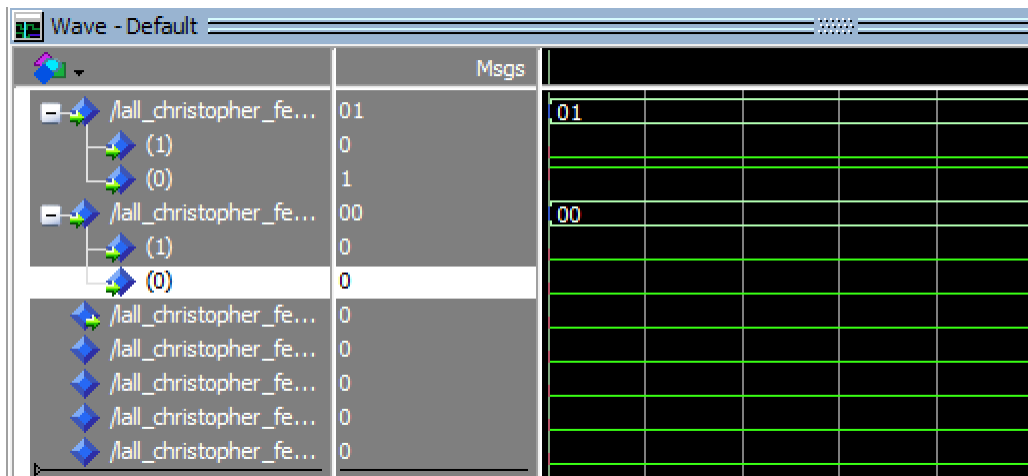 Wave - Default
Msgs
/lall_christopher_fe... 01 01
(1) 0
(0) 1
/lall_christopher_fe... 00 00
(1) 0
(0) 0
/lall_christopher_fe... 0
/lall_christopher_fe... 0
/lall_christopher_fe... 0
/lall_christopher_fe... 0
/lall_christopher_fe... 0